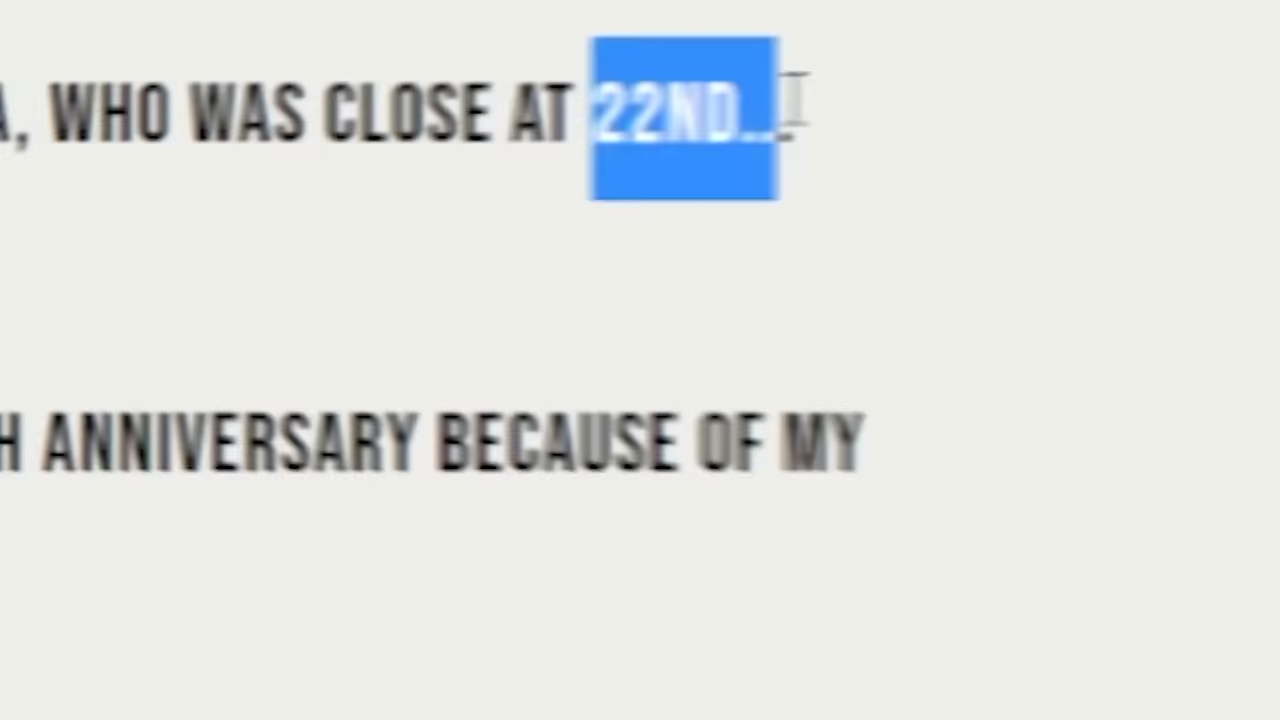 A, WHO WAS CLOSE AT 22ND...
H ANNIVERSARY BECAUSE OF MY